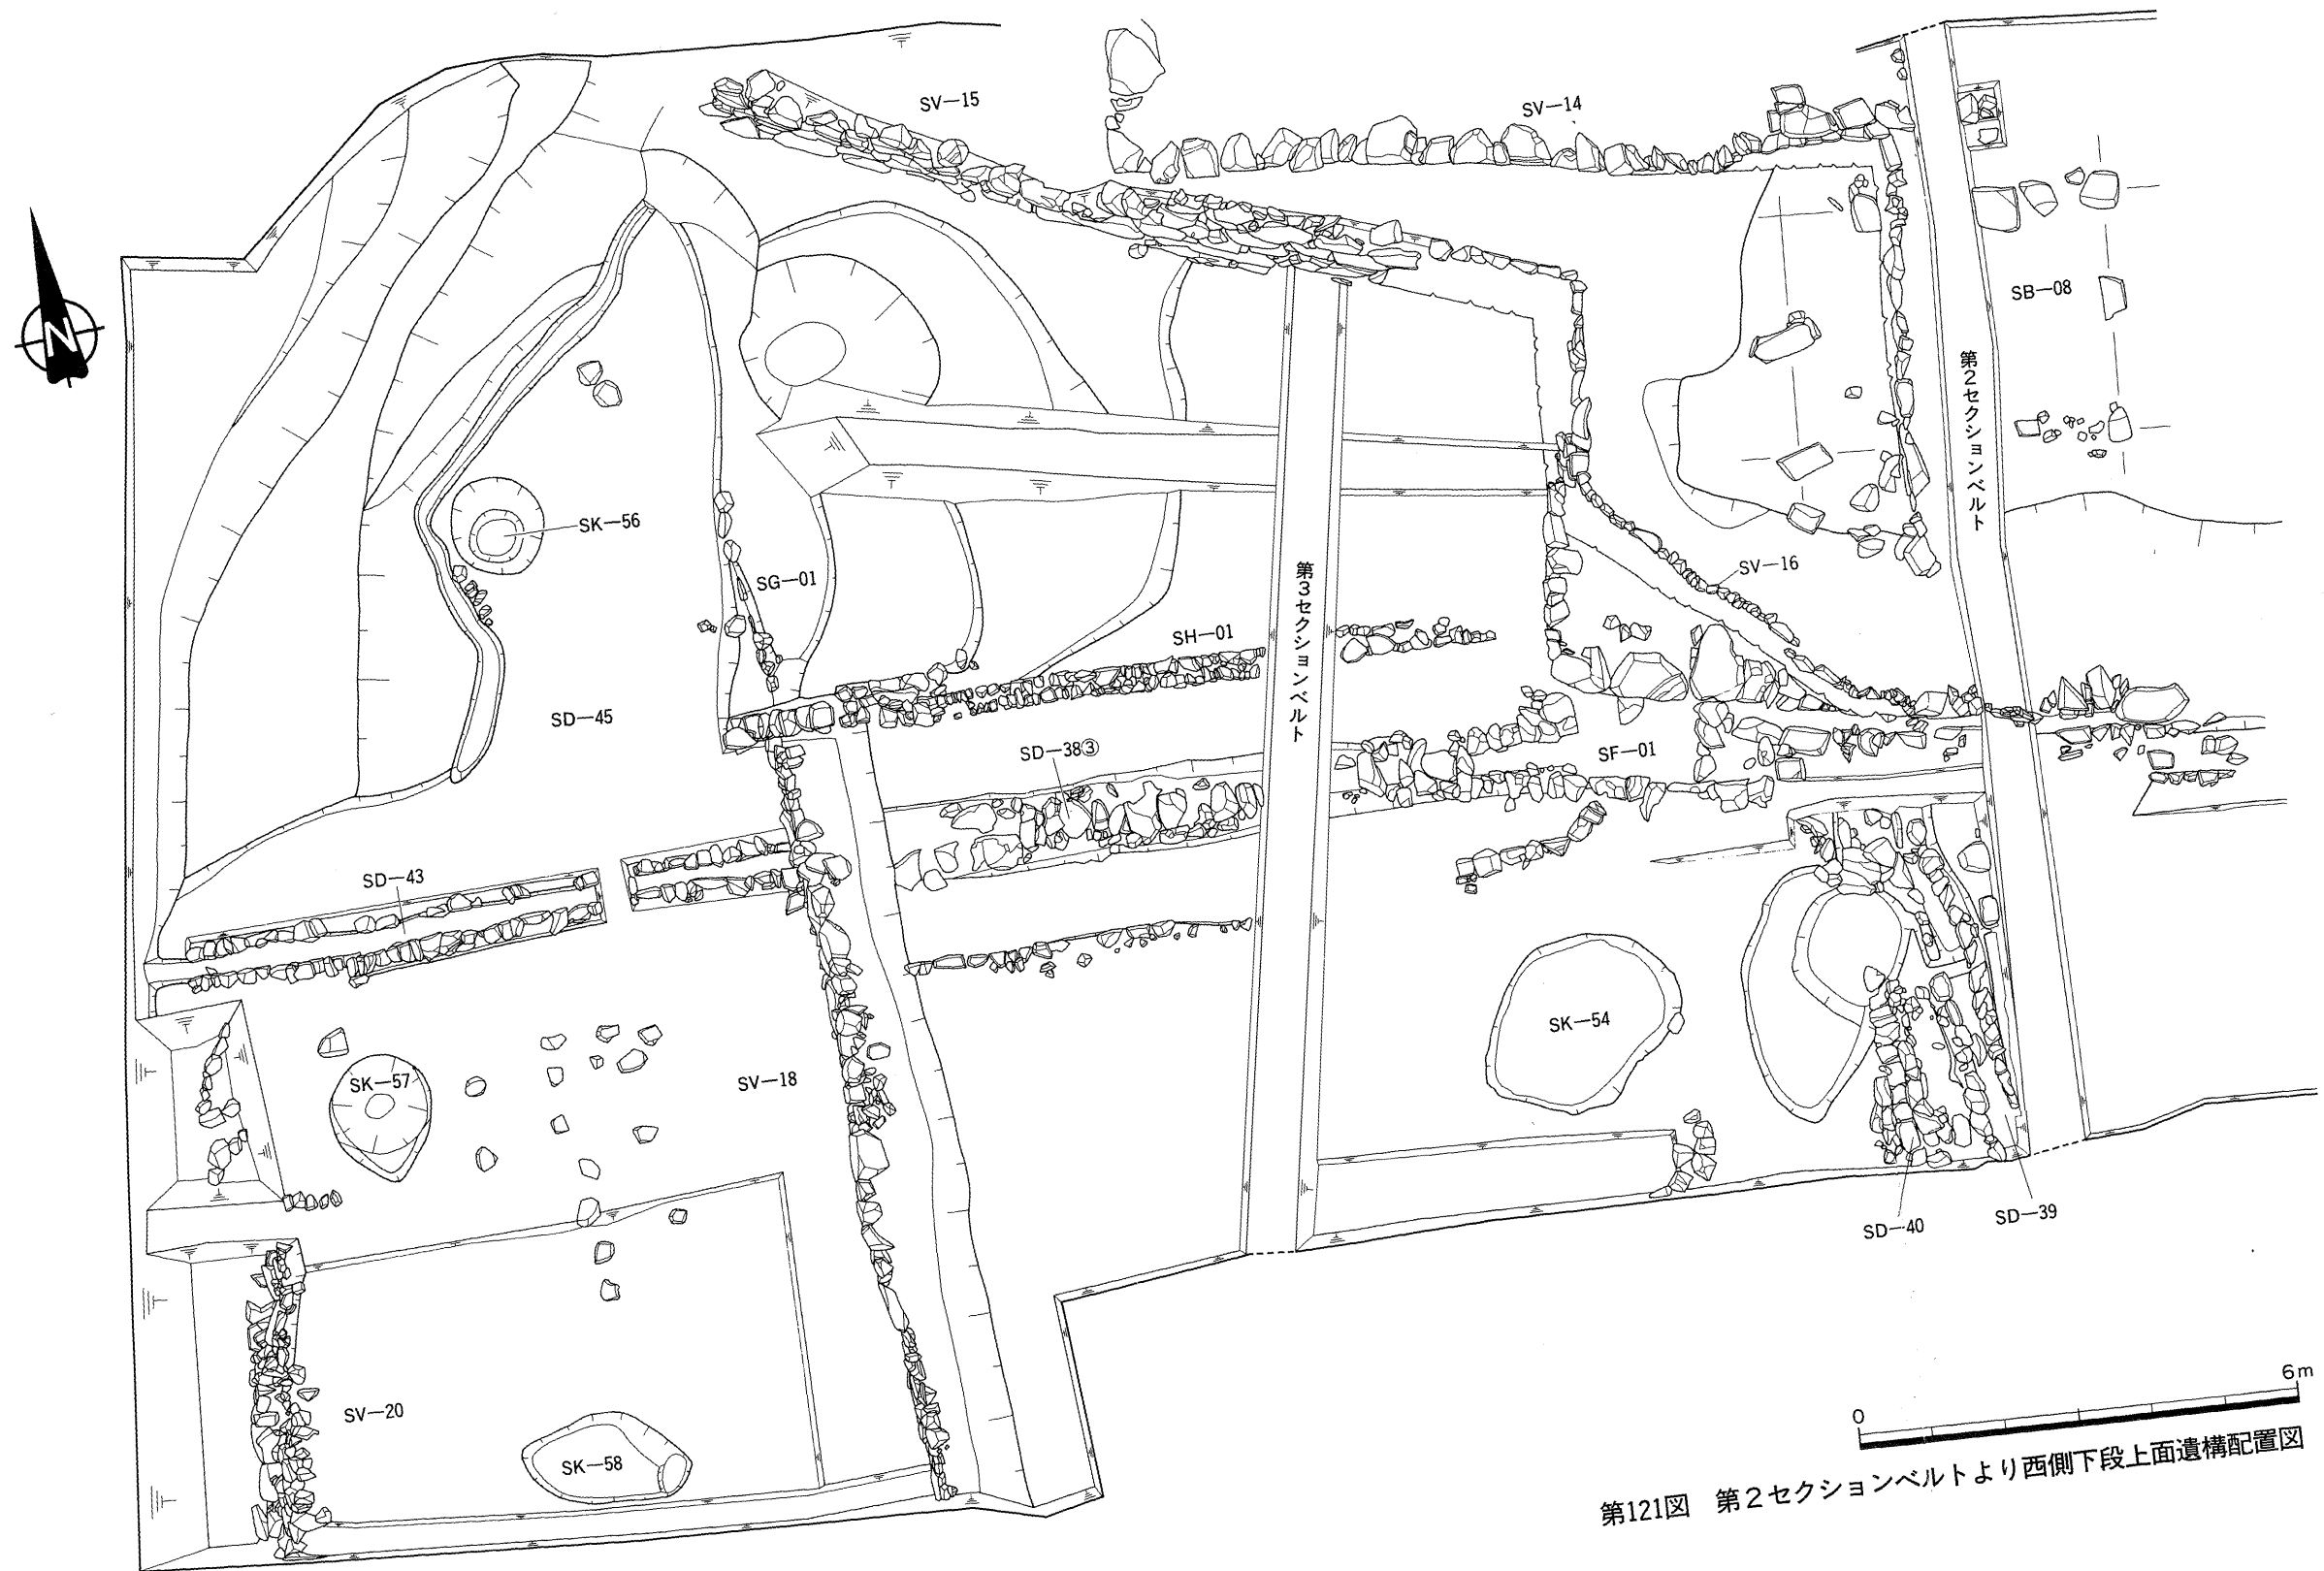 SV—15
SV—14
N
SB—08
第2セクションベルト
SK—56
SG—01
SV—16
第3セクションベルト
SH—01
SD—45
SD—38③
SF—01
SD—43
SK—54
SK—57
SV—18
SD—40
SD—39
SV—20
SK—58
0
6m
第121図　第2セクションベルトより西側下段上面遺構配置図